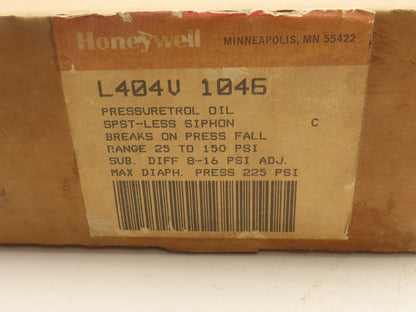 Honeywell MINNEAPOLIS, MN 55422
L404V 1046
PRESSURETROL OIL
SPST-LESS SIPHON C
BREAKS ON PRESS FALL
RANGE 25 TO 150 PSI
SUB. DIFF 8-16 PSI ADJ.
MAX DIAPH. PRESS 225 PSI